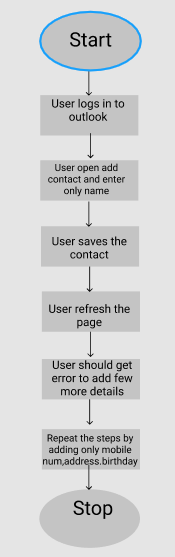 Start
User logs in to
outlook
User open add
contact and enter
only name
User saves the
contact
User refresh the
page
User should get
error to add few
more details
Repeat the steps by
adding only mobile
num,address,birthday
Stop